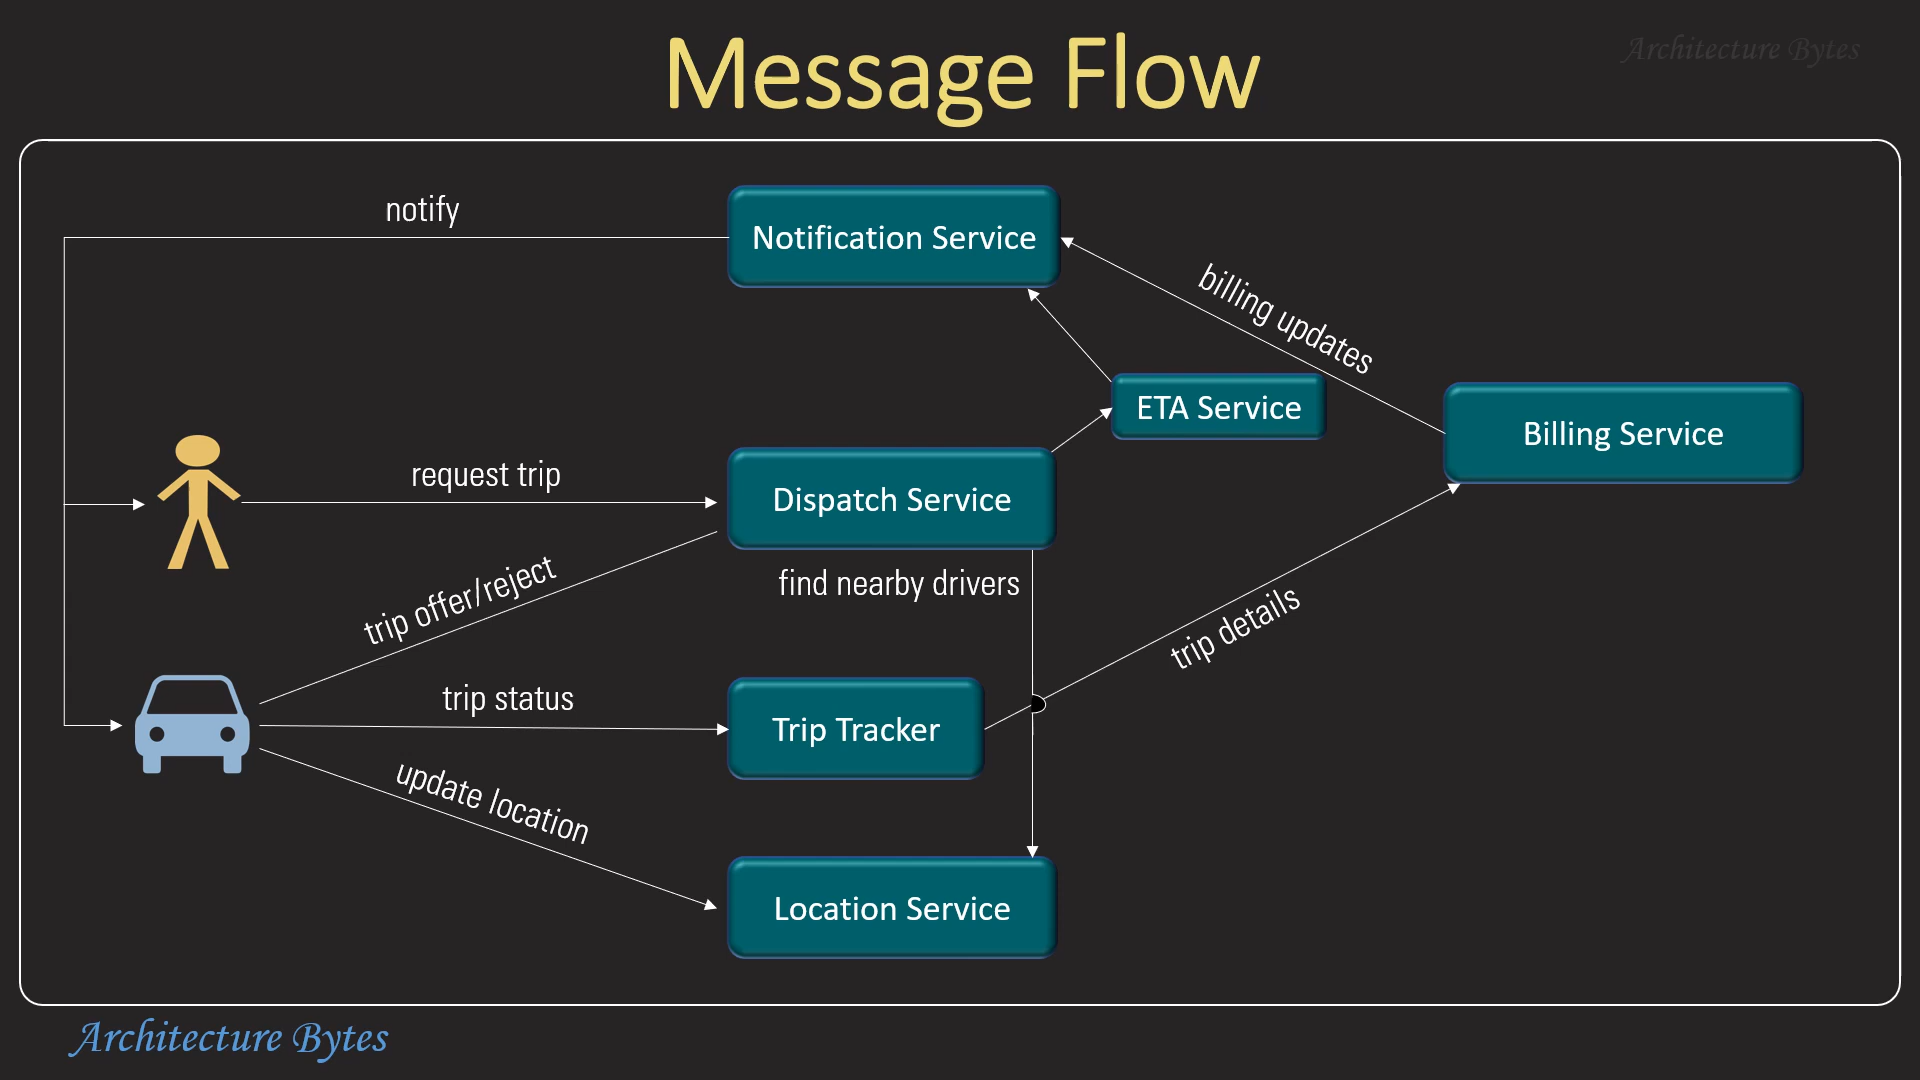 Message Flow
Architecture Bytes
notify
Notification Service
billing updates
ETA Service
Billing Service
request trip
Dispatch Service
trip offer/reject
find nearby drivers
trip details
trip status
Trip Tracker
update location
Location Service
Architecture Bytes